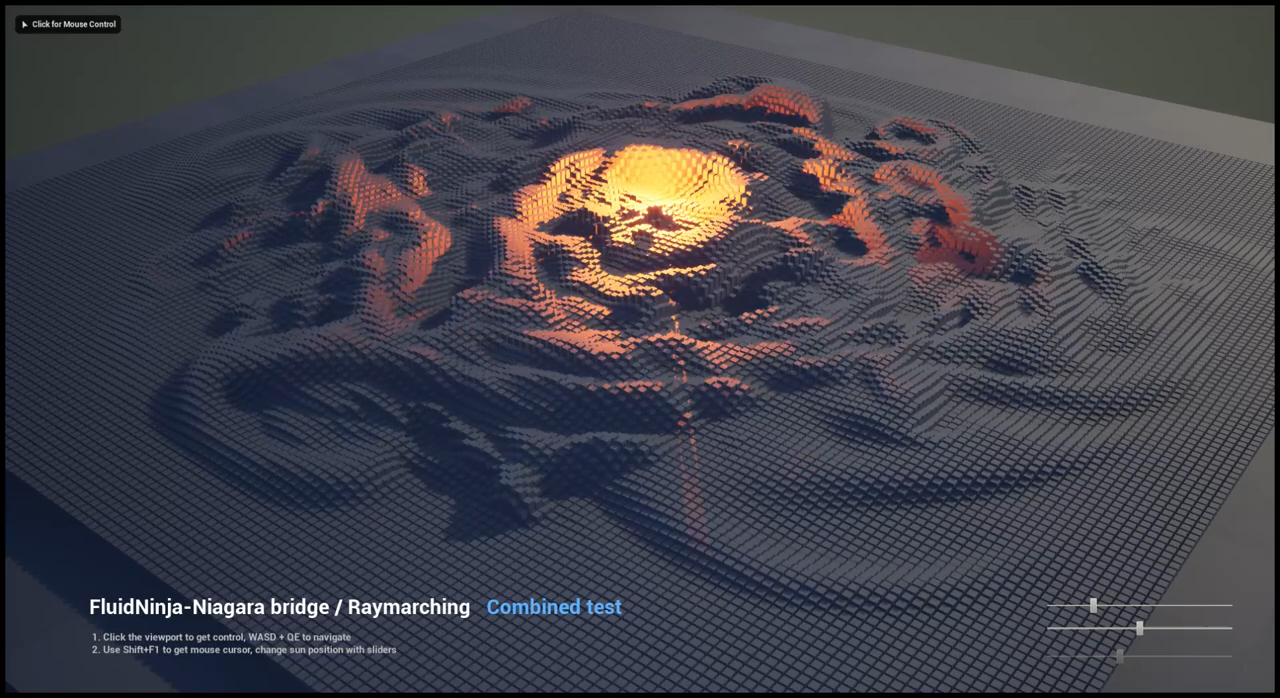 Click for Mouse Control
FluidNinja-Niagara bridge / Raymarching Combined test
1. Click the viewport to get control, WASD + QE to navigate
2. Use Shift+F1 to get mouse cursor, change sun position with sliders